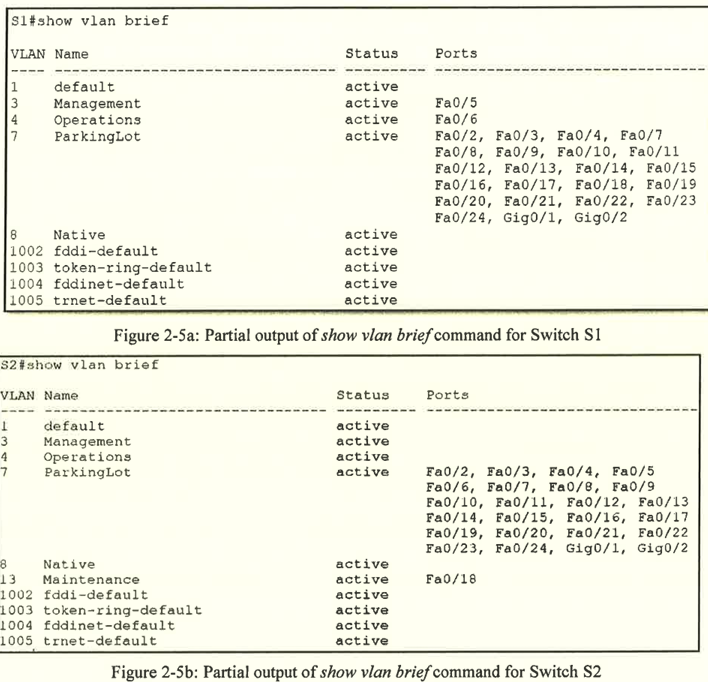 S1#show vlan brief
VLAN Name Status Ports
---- -------------------------------- --------- -------------------------------
1 default active
3 Management active Fa0/5
4 Operations active Fa0/6
7 ParkingLot active Fa0/2, Fa0/3, Fa0/4, Fa0/7
Fa0/8, Fa0/9, Fa0/10, Fa0/11
Fa0/12, Fa0/13, Fa0/14, Fa0/15
Fa0/16, Fa0/17, Fa0/18, Fa0/19
Fa0/20, Fa0/21, Fa0/22, Fa0/23
Fa0/24, Gig0/1, Gig0/2
8 Native active
1002 fddi-default active
1003 token-ring-default active
1004 fddinet-default active
1005 trnet-default active
Figure 2-5a: Partial output of show vlan brief command for Switch S1
S2#show vlan brief
VLAN Name Status Ports
---- -------------------------------- --------- -------------------------------
1 default active
3 Management active
4 Operations active
7 ParkingLot active Fa0/2, Fa0/3, Fa0/4, Fa0/5
Fa0/6, Fa0/7, Fa0/8, Fa0/9
Fa0/10, Fa0/11, Fa0/12, Fa0/13
Fa0/14, Fa0/15, Fa0/16, Fa0/17
Fa0/19, Fa0/20, Fa0/21, Fa0/22
Fa0/23, Fa0/24, Gig0/1, Gig0/2
8 Native active
13 Maintenance active Fa0/18
1002 fddi-default active
1003 token-ring-default active
1004 fddinet-default active
1005 trnet-default active
Figure 2-5b: Partial output of show vlan brief command for Switch S2